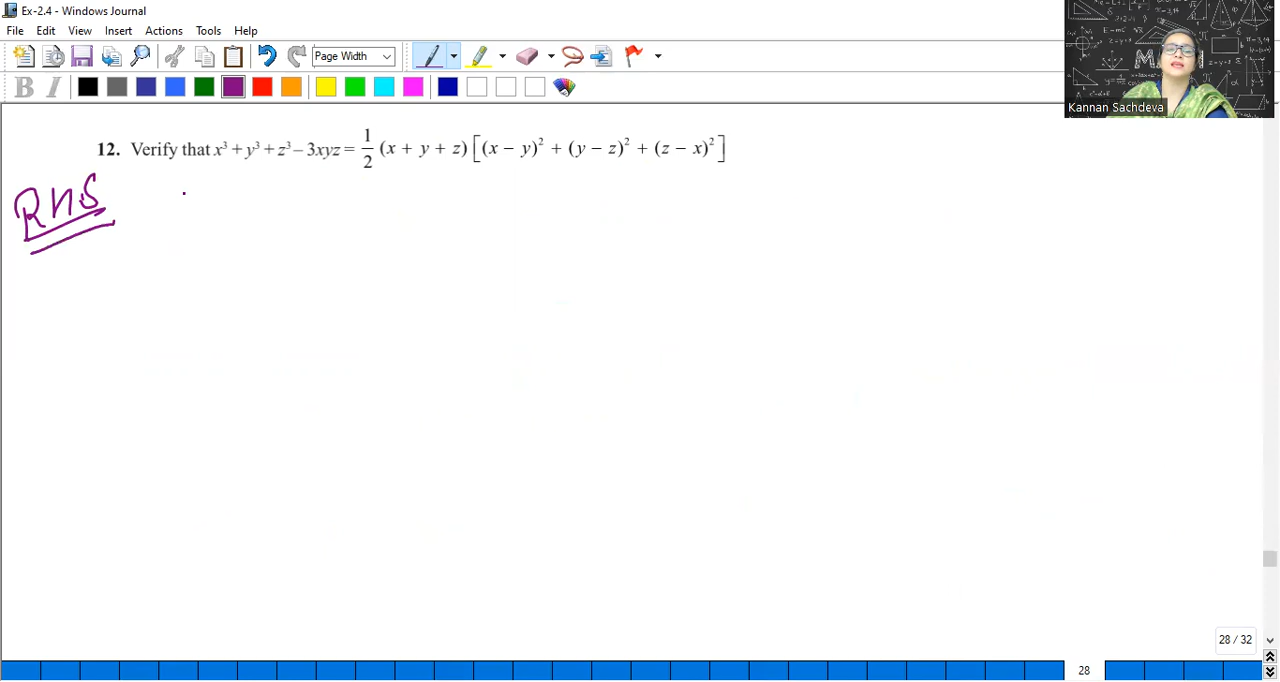 Ex-2.4 - Windows Journal
File Edit View Insert Actions Tools Help
Page Width
B I
Kannan Sachdeva
12. Verify that x³ + y³ + z³ – 3xyz = 1/2 (x + y + z) [(x − y)² + (y − z)² + (z − x)²]
RHS
28 / 32
28